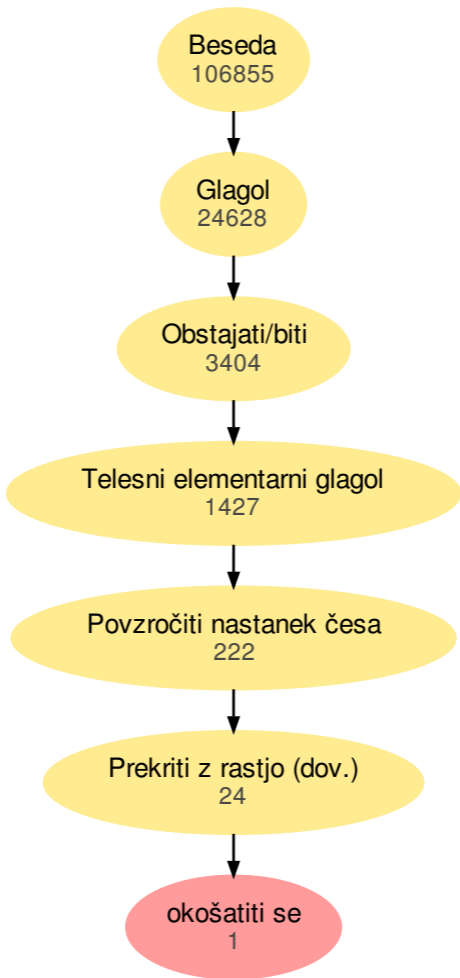 Beseda
106855
Glagol
24628
Obstajati/biti
3404
Telesni elementarni glagol
1427
Povzročiti nastanek česa
222
Prekriti z rastjo (dov.)
24
okošatiti se
1